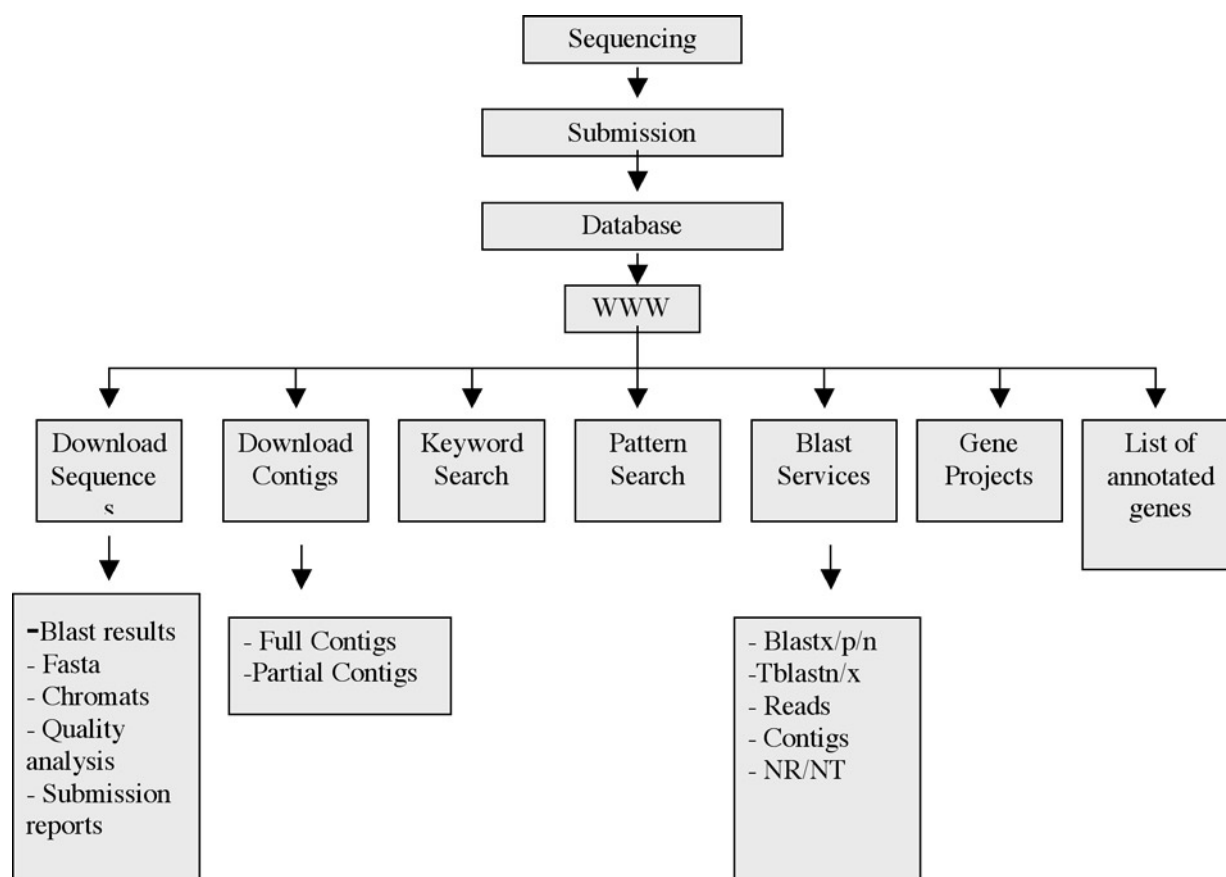 Sequencing
Submission
Database
WWW
Download
Sequence
s
Download
Contigs
Keyword
Search
Pattern
Search
Blast
Services
Gene
Projects
List of
annotated
genes
-Blast results
- Fasta
- Chromats
- Quality
analysis
- Submission
reports
- Full Contigs
-Partial Contigs
- Blastx/p/n
-Tblastn/x
- Reads
- Contigs
- NR/NT